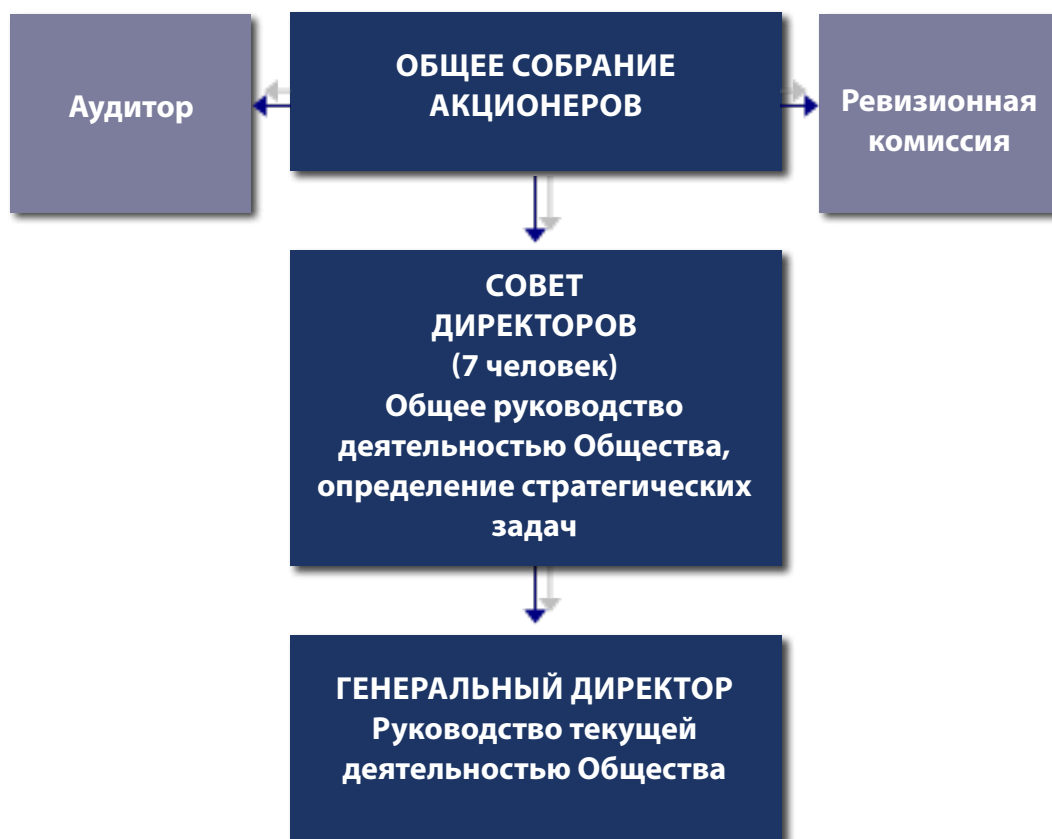 Аудитор
ОБЩЕЕ СОБРАНИЕ
АКЦИОНЕРОВ
Ревизионная
комиссия
СОВЕТ
ДИРЕКТОРОВ
(7 человек)
Общее руководство
деятельностью Общества,
определение стратегических
задач
ГЕНЕРАЛЬНЫЙ ДИРЕКТОР
Руководство текущей
деятельностью Общества